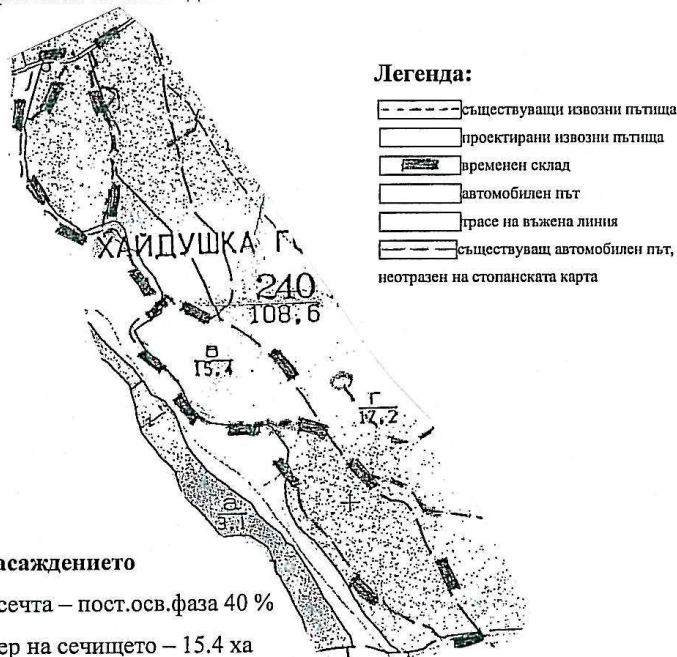 Легенда:
съществуващи извозни пътища
проектирани извозни пътища
временен склад
автомобилен път
трасе на въжена линия
съществуващ автомобилен път,
неотразен на стопанската карта
ХАЙДУШКА
240
108,6
в
15.4
г
17,2
а
3.1
сечта – пост.осв.фаза 40 %
на сечището – 15.4 ха